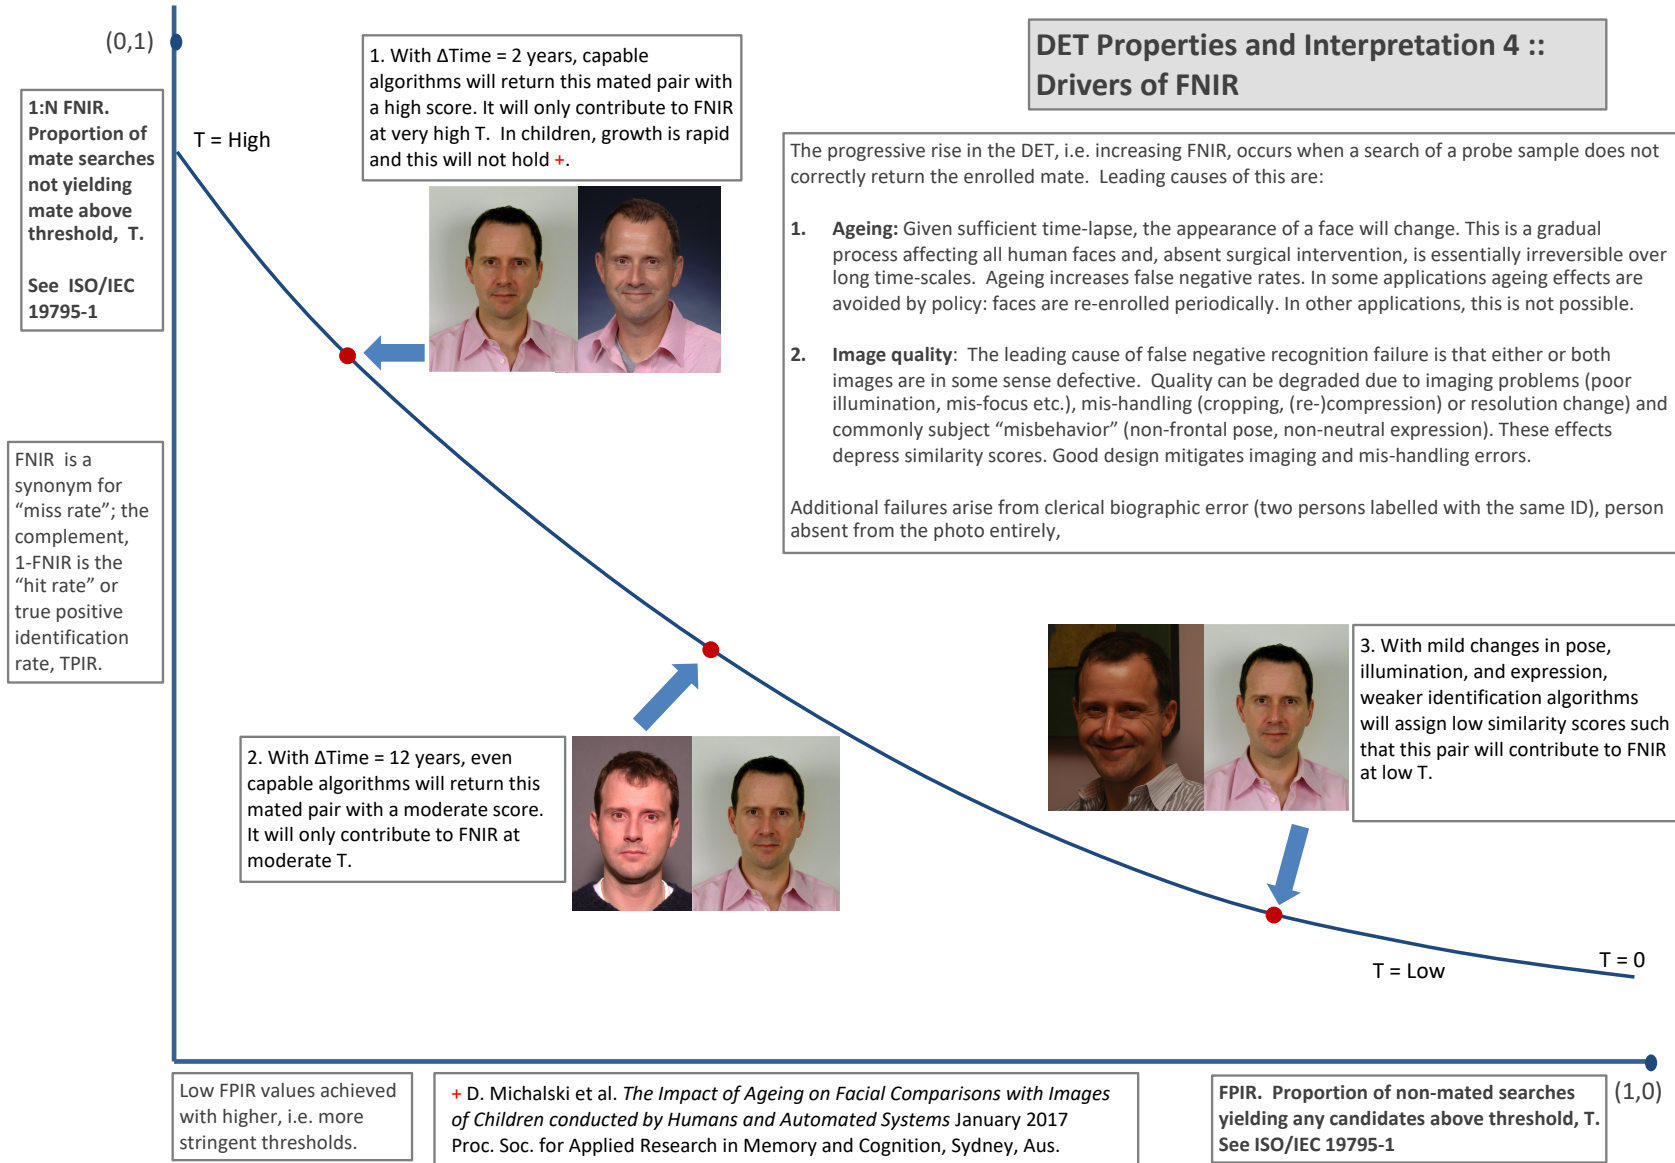 (0,1)
1:N FNIR.
Proportion of
mate searches
not yielding
mate above
threshold, T.
See ISO/IEC
19795-1
T = High
1. With ΔTime = 2 years, capable
algorithms will return this mated pair with
a high score. It will only contribute to FNIR
at very high T. In children, growth is rapid
and this will not hold +.
DET Properties and Interpretation 4 ::
Drivers of FNIR
The progressive rise in the DET, i.e. increasing FNIR, occurs when a search of a probe sample does not
correctly return the enrolled mate. Leading causes of this are:
1. Ageing: Given sufficient time-lapse, the appearance of a face will change. This is a gradual
process affecting all human faces and, absent surgical intervention, is essentially irreversible over
long time-scales. Ageing increases false negative rates. In some applications ageing effects are
avoided by policy: faces are re-enrolled periodically. In other applications, this is not possible.
2. Image quality: The leading cause of false negative recognition failure is that either or both
images are in some sense defective. Quality can be degraded due to imaging problems (poor
illumination, mis-focus etc.), mis-handling (cropping, (re-)compression) or resolution change) and
commonly subject “misbehavior” (non-frontal pose, non-neutral expression). These effects
depress similarity scores. Good design mitigates imaging and mis-handling errors.
Additional failures arise from clerical biographic error (two persons labelled with the same ID), person
absent from the photo entirely,
FNIR is a
synonym for
“miss rate”; the
complement,
1-FNIR is the
“hit rate” or
true positive
identification
rate, TPIR.
2. With ΔTime = 12 years, even
capable algorithms will return this
mated pair with a moderate score.
It will only contribute to FNIR at
moderate T.
3. With mild changes in pose,
illumination, and expression,
weaker identification algorithms
will assign low similarity scores such
that this pair will contribute to FNIR
at low T.
T = Low
T = 0
Low FPIR values achieved
with higher, i.e. more
stringent thresholds.
+ D. Michalski et al. The Impact of Ageing on Facial Comparisons with Images
of Children conducted by Humans and Automated Systems January 2017
Proc. Soc. for Applied Research in Memory and Cognition, Sydney, Aus.
FPIR. Proportion of non-mated searches
yielding any candidates above threshold, T.
See ISO/IEC 19795-1
(1,0)